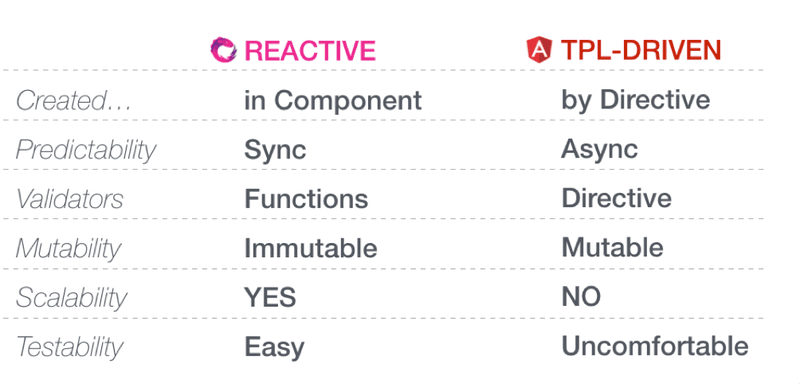 REACTIVE TPL-DRIVEN
Created… in Component by Directive
Predictability Sync Async
Validators Functions Directive
Mutability Immutable Mutable
Scalability YES NO
Testability Easy Uncomfortable